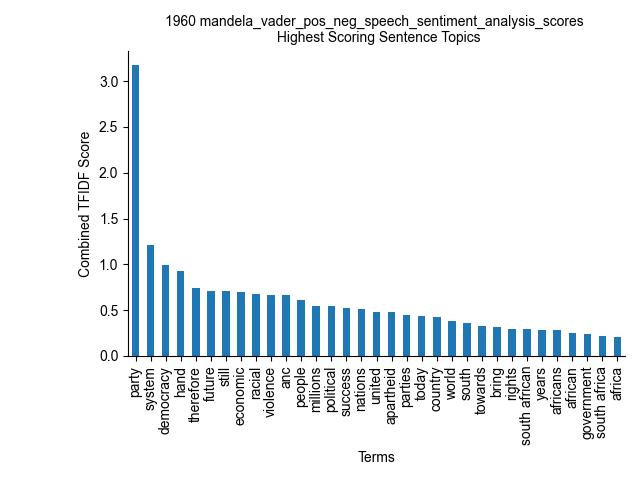 1960 mandela_vader_pos_neg_speech_sentiment_analysis_scores
Highest Scoring Sentence Topics
Combined TFIDF Score
3.0
2.5
2.0
1.5
1.0
0.5
0.0
party
system
democracy
hand
therefore
future
still
economic
racial
violence
anc
people
millions
political
success
nations
united
apartheid
parties
today
country
world
south
towards
bring
rights
south african
years
africans
african
government
south africa
africa
Terms